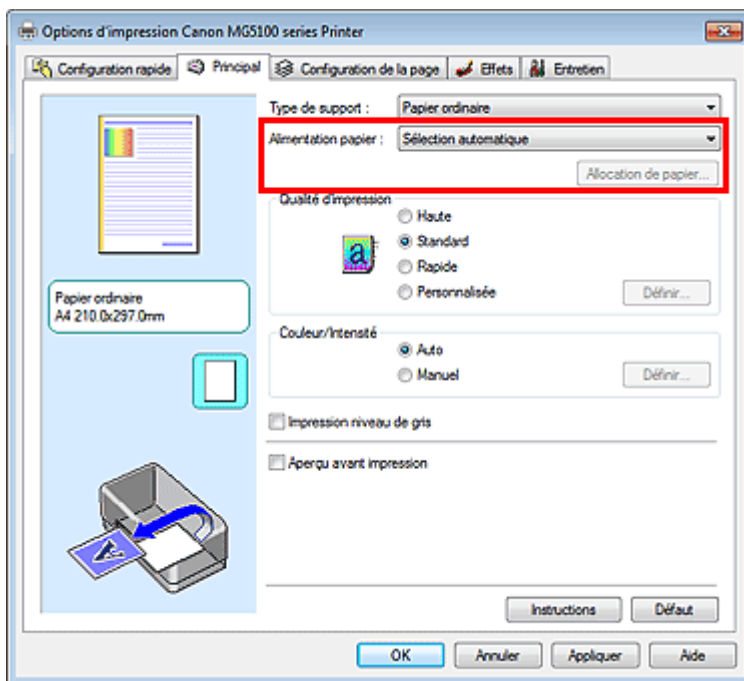 Options d'impression Canon MG5100 series Printer
Configuration rapide Principal Configuration de la page Effets Entretien
Type de support : Papier ordinaire
Alimentation papier : Sélection automatique
Allocation de papier...
Qualité d'impression
Haute
Standard
Rapide
Personnalisée Définir...
Papier ordinaire
A4 210.0x297.0mm
Couleur/Intensité
Auto
Manuel Définir...
Impression niveau de gris
Aperçu avant impression
Instructions Défaut
OK Annuler Appliquer Aide